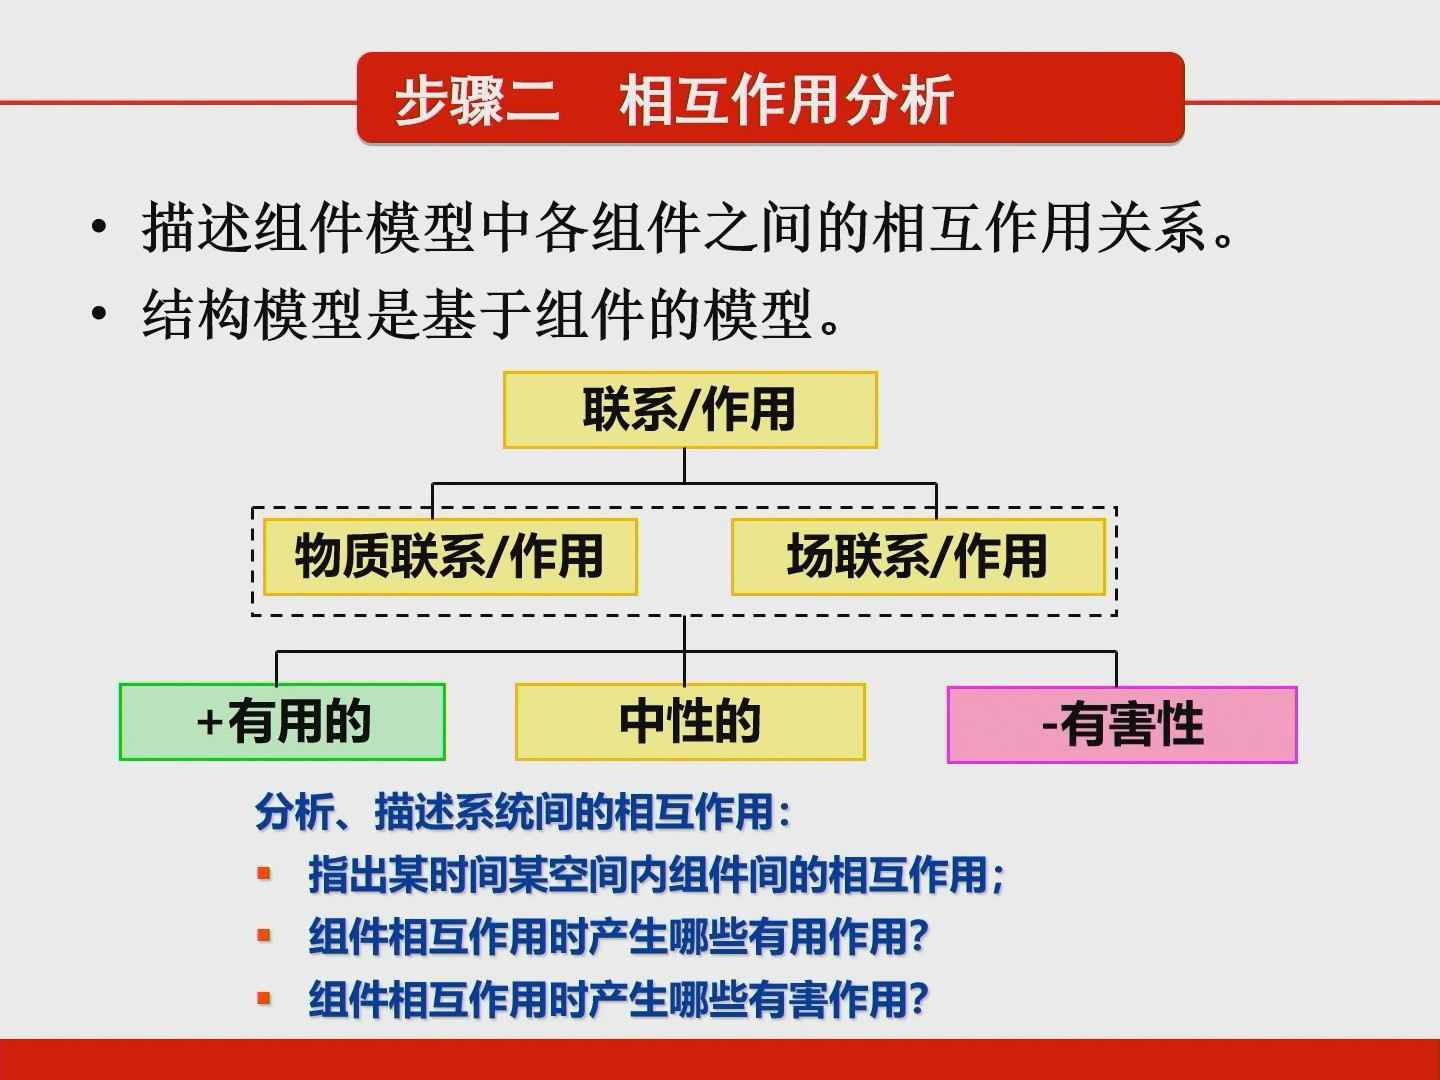 步骤二 相互作用分析
• 描述组件模型中各组件之间的相互作用关系。
• 结构模型是基于组件的模型。
联系/作用
物质联系/作用 场联系/作用
+有用的 中性的 -有害性
分析、描述系统间的相互作用：
▪ 指出某时间某空间内组件间的相互作用；
▪ 组件相互作用时产生哪些有用作用？
▪ 组件相互作用时产生哪些有害作用？